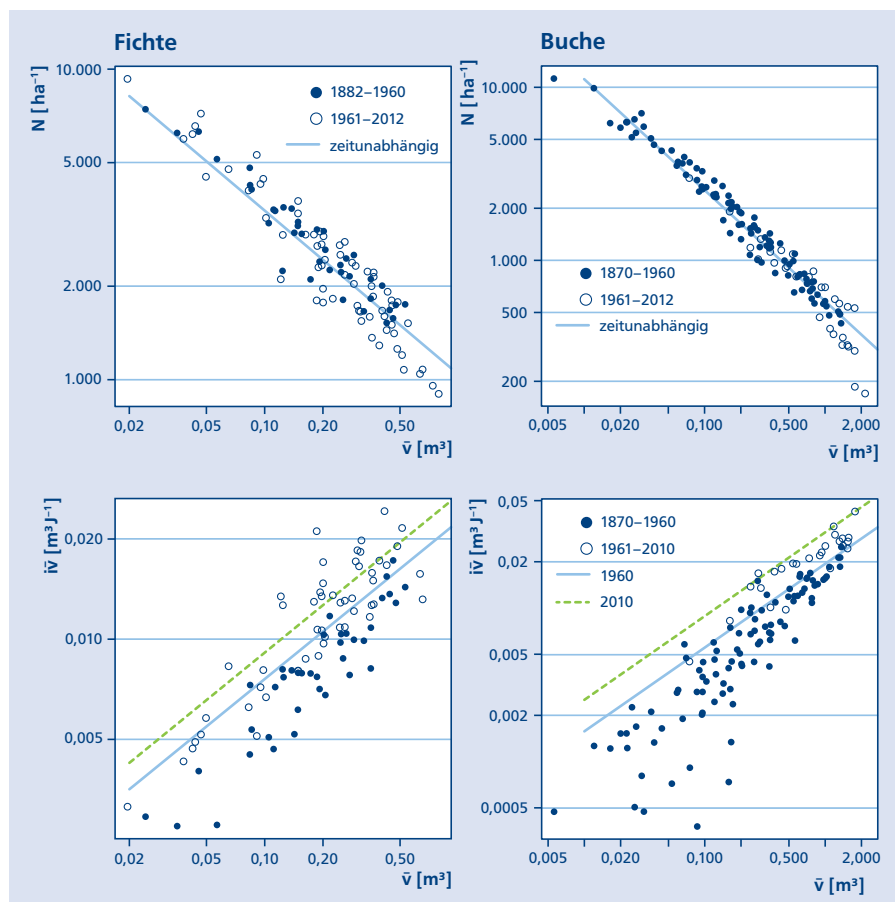 Fichte
N [ha⁻¹]
10.000
5.000
2.000
1.000
1882–1960
1961–2012
zeitunabhängig
0,02 0,05 0,10 0,20 0,50
v̄ [m³]
Buche
N [ha⁻¹]
10.000
5.000
2.000
1.000
500
200
1870–1960
1961–2012
zeitunabhängig
0,005 0,020 0,100 0,500 2,000
v̄ [m³]
iv̄ [m³ J⁻¹]
0,020
0,010
0,005
0,02 0,05 0,10 0,20 0,50
v̄ [m³]
iv̄ [m³ J⁻¹]
0,05
0,02
0,005
0,002
0,0005
1870–1960
1961–2010
1960
2010
0,005 0,020 0,100 0,500 2,000
v̄ [m³]